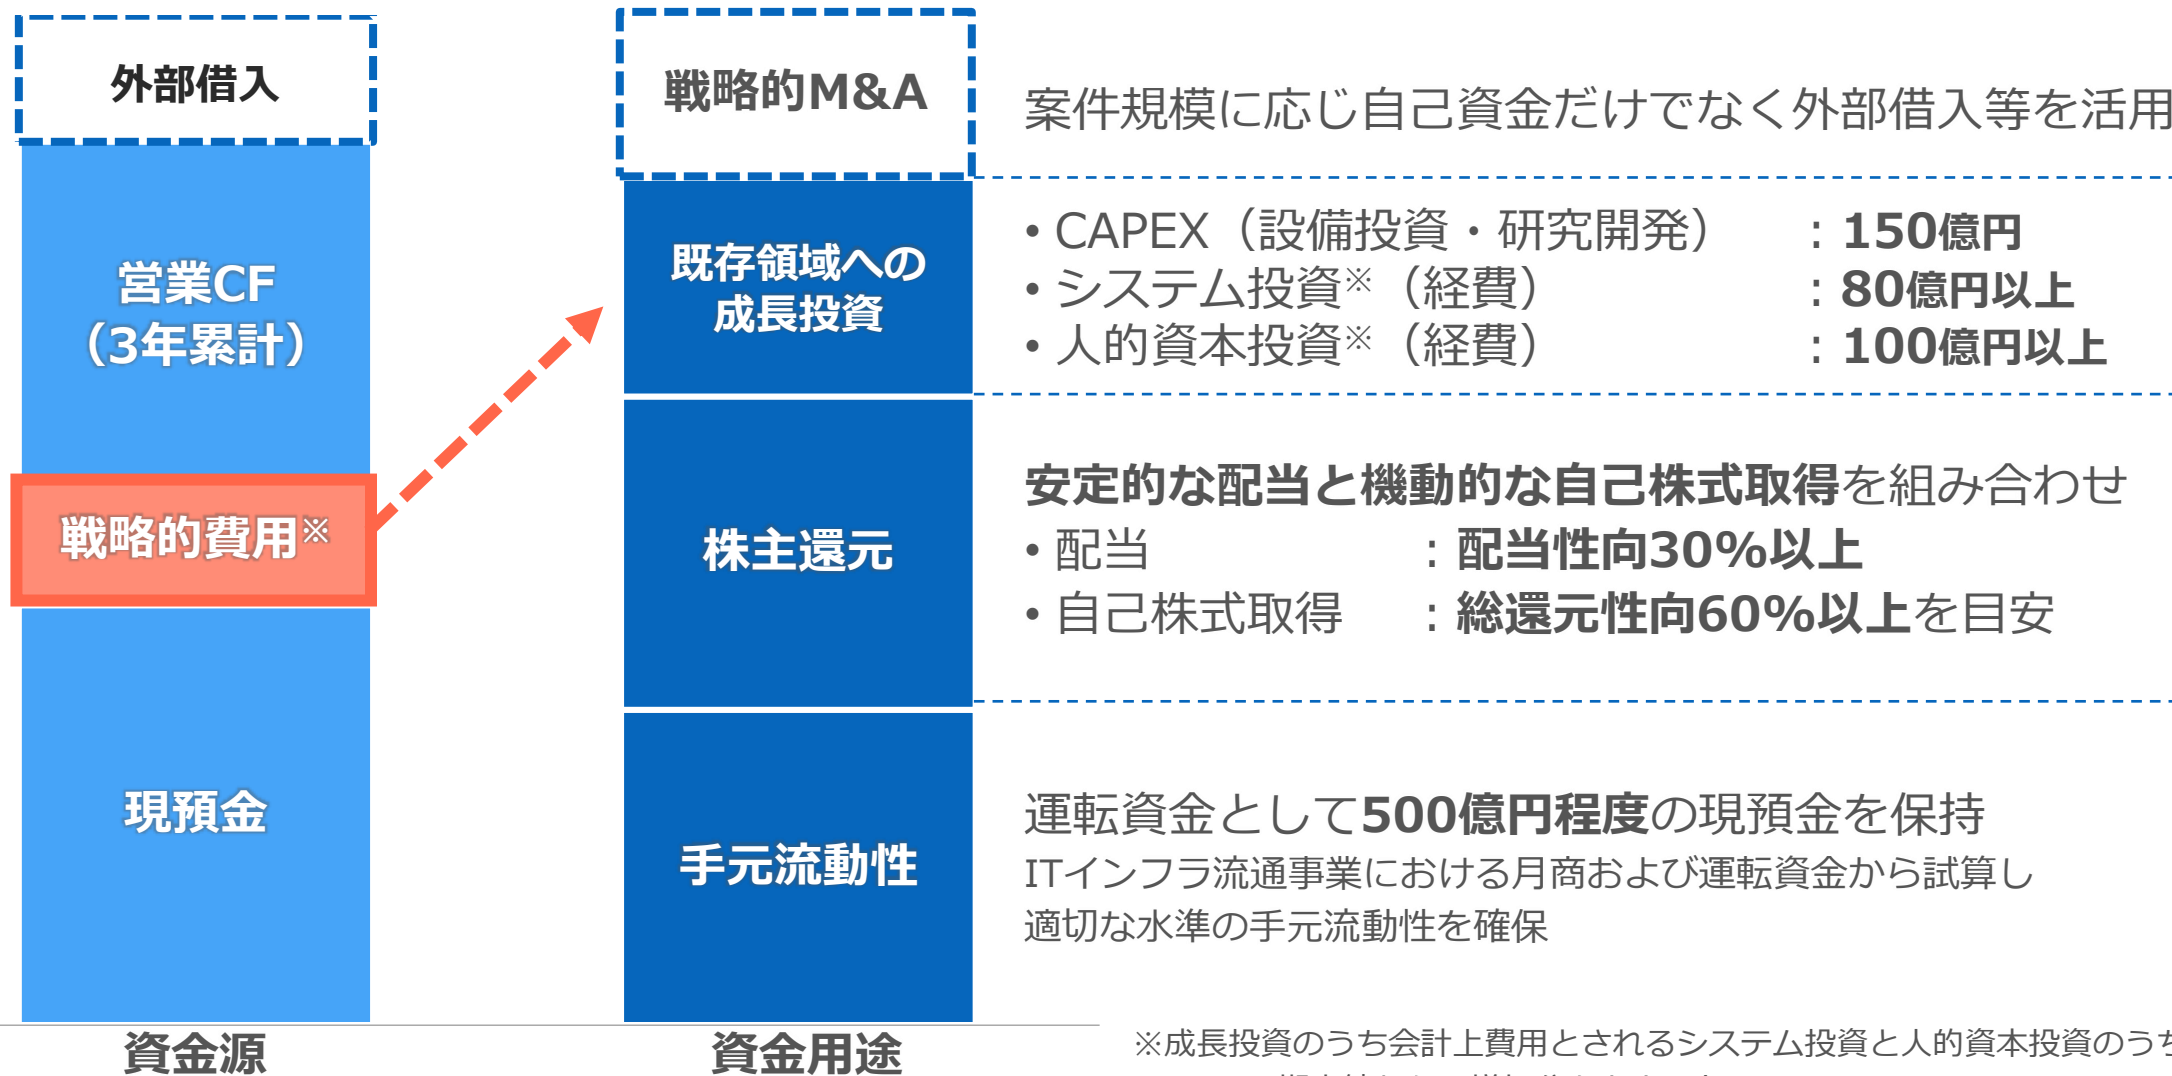 外部借入
営業CF
（3年累計）
戦略的費用※
現預金
資金源
戦略的M&A
既存領域への
成長投資
株主還元
手元流動性
資金用途
案件規模に応じ自己資金だけでなく外部借入等を活用
• CAPEX（設備投資・研究開発）　：150億円
• システム投資※（経費）　：80億円以上
• 人的資本投資※（経費）　：100億円以上
安定的な配当と機動的な自己株式取得を組み合わせ
• 配当　：配当性向30%以上
• 自己株式取得　：総還元性向60%以上を目安
運転資金として500億円程度の現預金を保持
ITインフラ流通事業における月商および運転資金から試算し
適切な水準の手元流動性を確保
※成長投資のうち会計上費用とされるシステム投資と人的資本投資のうち